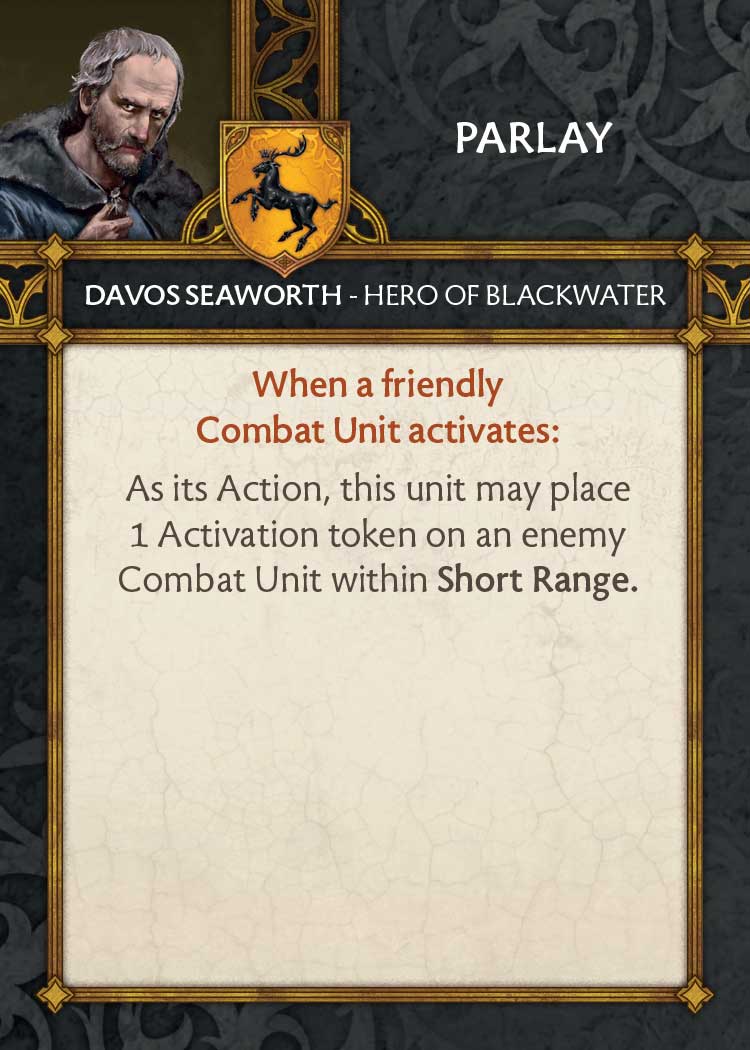 PARLAY
DAVOS SEAWORTH - HERO OF BLACKWATER
When a friendly
Combat Unit activates:
As its Action, this unit may place
1 Activation token on an enemy
Combat Unit within Short Range.